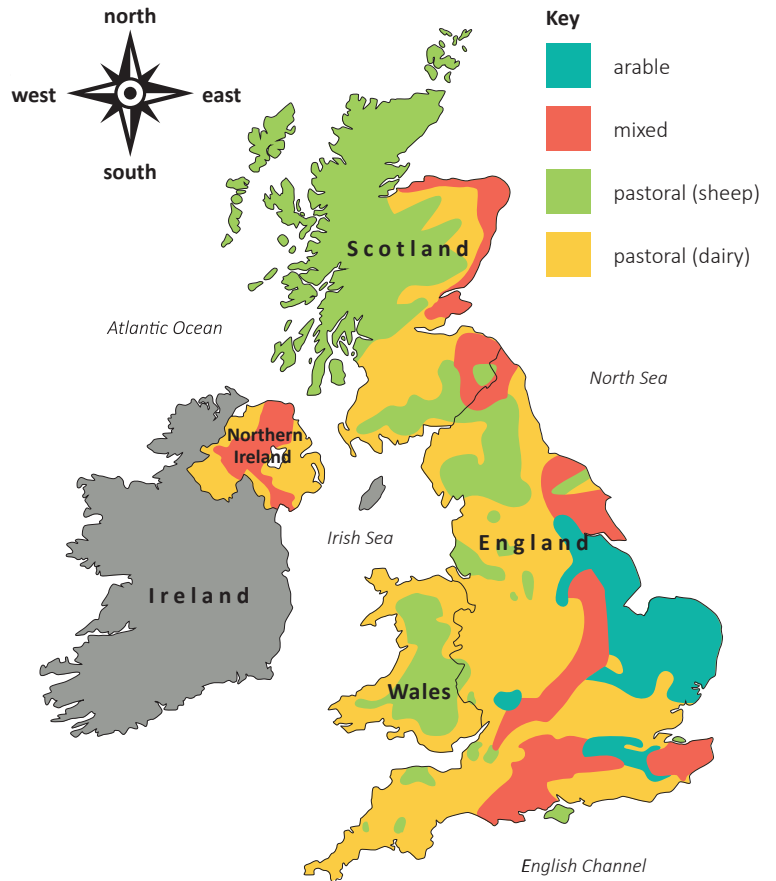 north
west
east
south
Key
arable
mixed
pastoral (sheep)
pastoral (dairy)
Scotland
Atlantic Ocean
North Sea
Northern
Ireland
Irish Sea
England
Ireland
Wales
English Channel